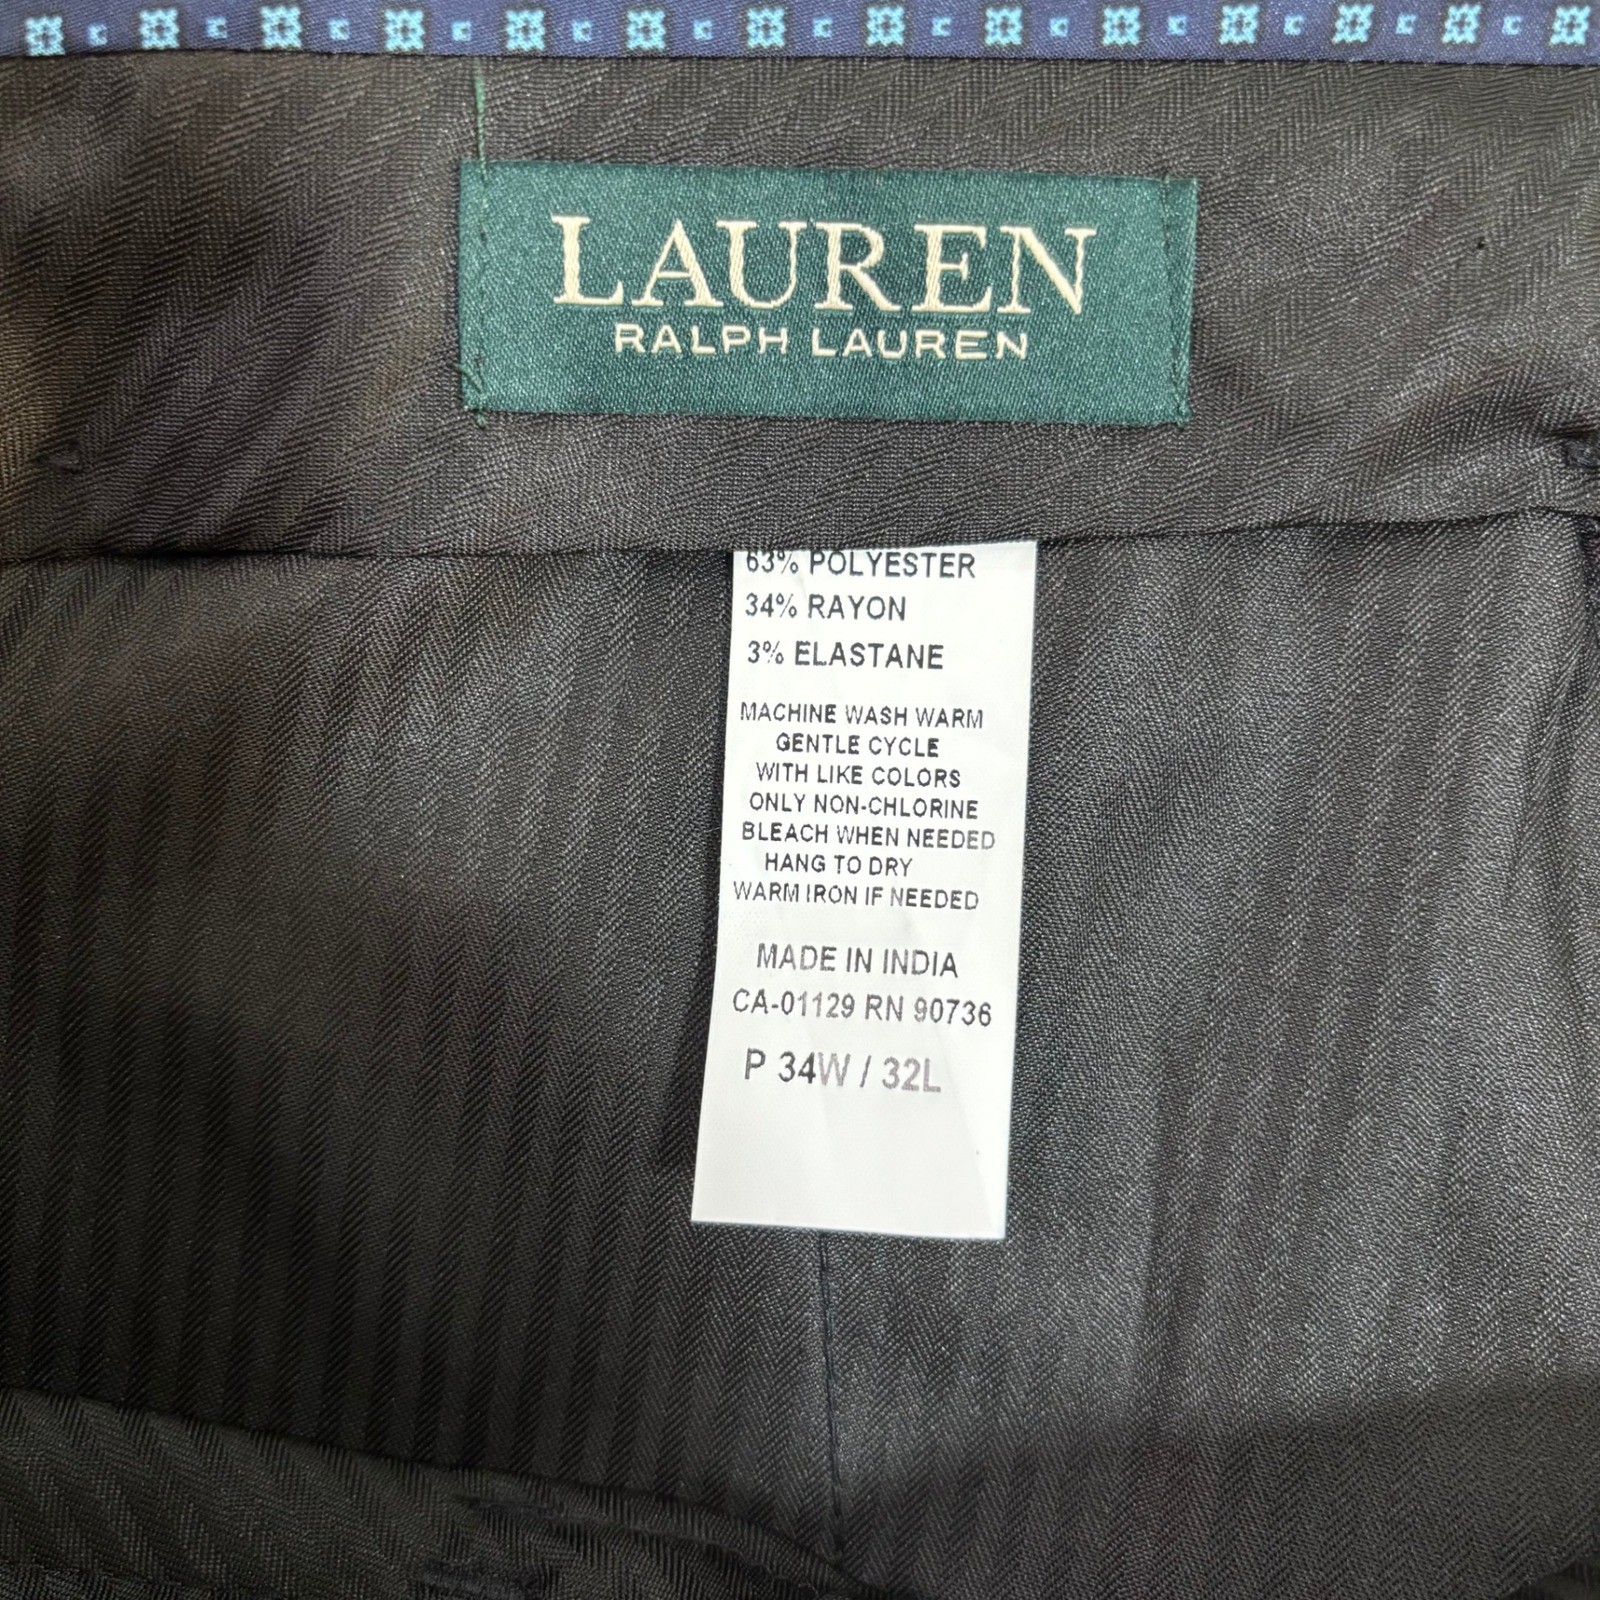 LAUREN
RALPH LAUREN
63% POLYESTER
34% RAYON
3% ELASTANE
MACHINE WASH WARM
GENTLE CYCLE
WITH LIKE COLORS
ONLY NON-CHLORINE
BLEACH WHEN NEEDED
HANG TO DRY
WARM IRON IF NEEDED
MADE IN INDIA
CA-01129 RN 90736
P 34W / 32L